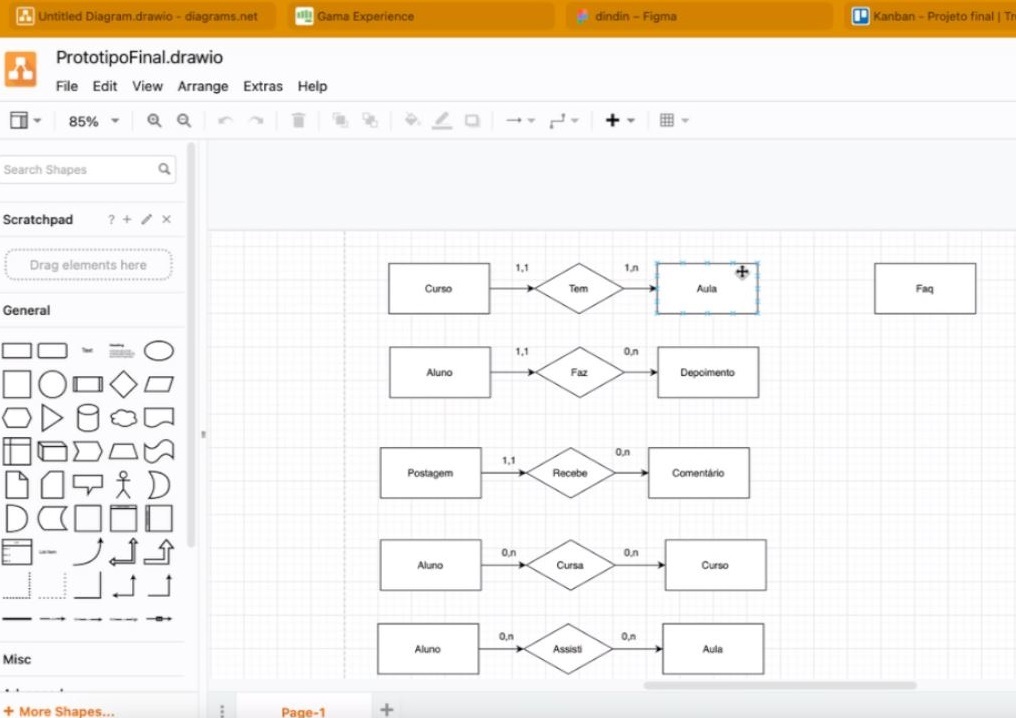 Untitled Diagram.drawio - diagrams.net
Gama Experience
dindin – Figma
Kanban - Projeto final | Tr
PrototipoFinal.drawio
File Edit View Arrange Extras Help
85%
Search Shapes
Scratchpad ? + ×
Drag elements here
General
Text
Heading
List Item
Misc
+ More Shapes...
Curso 1,1 Tem 1,n Aula
Faq
Aluno 1,1 Faz 0,n Depoimento
Postagem 1,1 Recebe 0,n Comentário
Aluno 0,n Cursa 0,n Curso
Aluno 0,n Assisti 0,n Aula
Page-1 +